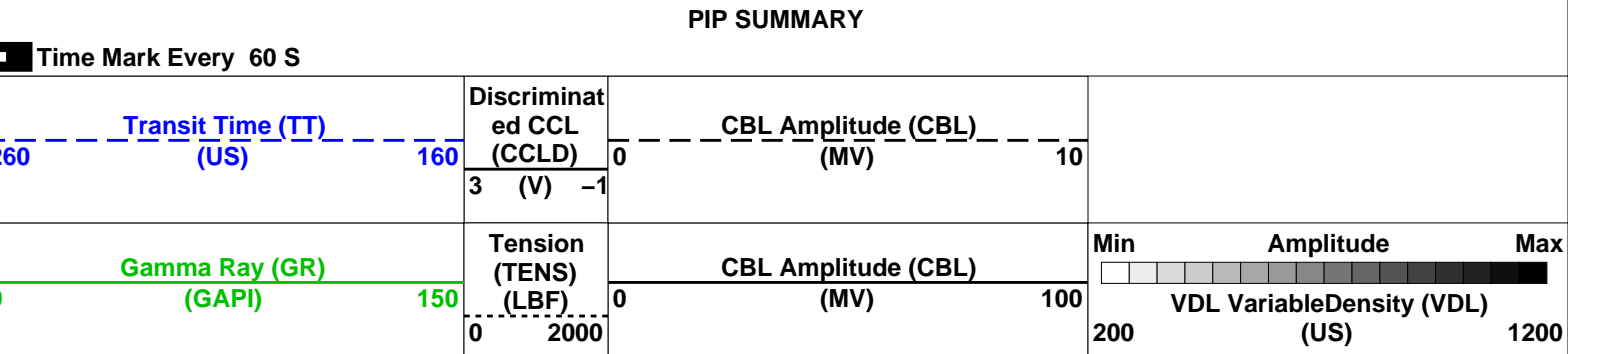 PIP SUMMARY
Time Mark Every 60 S
Transit Time (TT)
(US) 160
Discriminat
ed CCL
(CCLD)
3 (V) –1
CBL Amplitude (CBL)
0 (MV) 10
Gamma Ray (GR)
(GAPI) 150
Tension
(TENS)
(LBF)
0 2000
CBL Amplitude (CBL)
0 (MV) 100
Min Amplitude Max
VDL VariableDensity (VDL)
200 (US) 1200